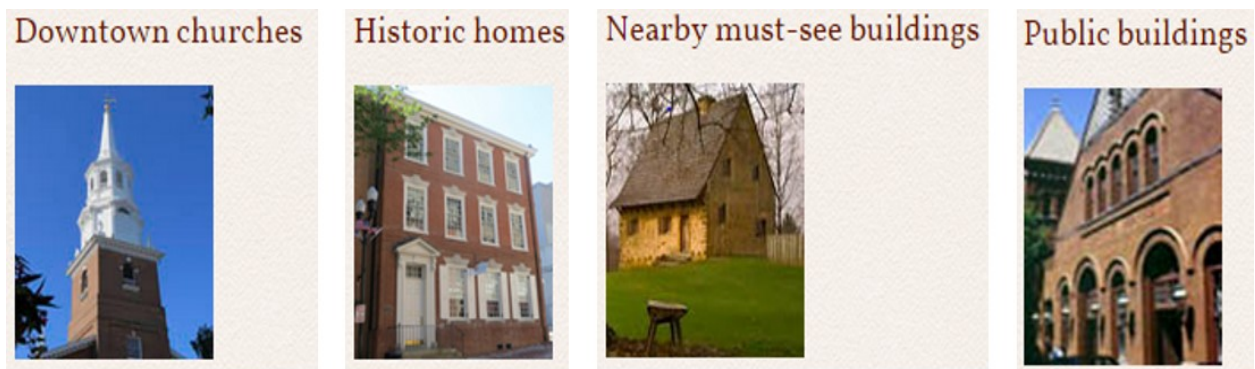 Downtown churches
Historic homes
Nearby must-see buildings
Public buildings